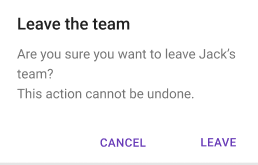 Leave the team
Are you sure you want to leave Jack's
team?
This action cannot be undone.
CANCEL LEAVE